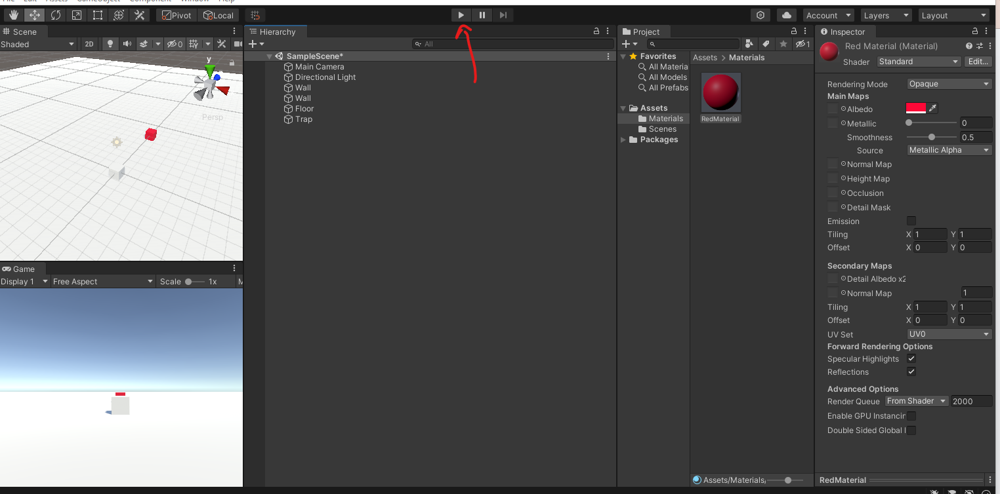 Pivot
Local
Account
Layers
Layout
Scene
Hierarchy
Project
Inspector
Shaded
2D
0
All
1
SampleScene*
Main Camera
Directional Light
Wall
Wall
Floor
Trap
y
Persp
Favorites
All Materia
All Models
All Prefabs
Assets
Materials
Scenes
Packages
Assets
Materials
RedMaterial
Assets/Materials/
Red Material (Material)
Shader
Standard
Edit...
Rendering Mode
Opaque
Main Maps
Albedo
Metallic
0
Smoothness
0.5
Source
Metallic Alpha
Normal Map
Height Map
Occlusion
Detail Mask
Emission
Tiling
X 1
Y 1
Offset
X 0
Y 0
Secondary Maps
Detail Albedo x2
Normal Map
1
Tiling
X 1
Y 1
Offset
X 0
Y 0
UV Set
UV0
Forward Rendering Options
Specular Highlights
Reflections
Advanced Options
Render Queue
From Shader
2000
Enable GPU Instancin
Double Sided Global I
RedMaterial
Game
Display 1
Free Aspect
Scale
1x
M